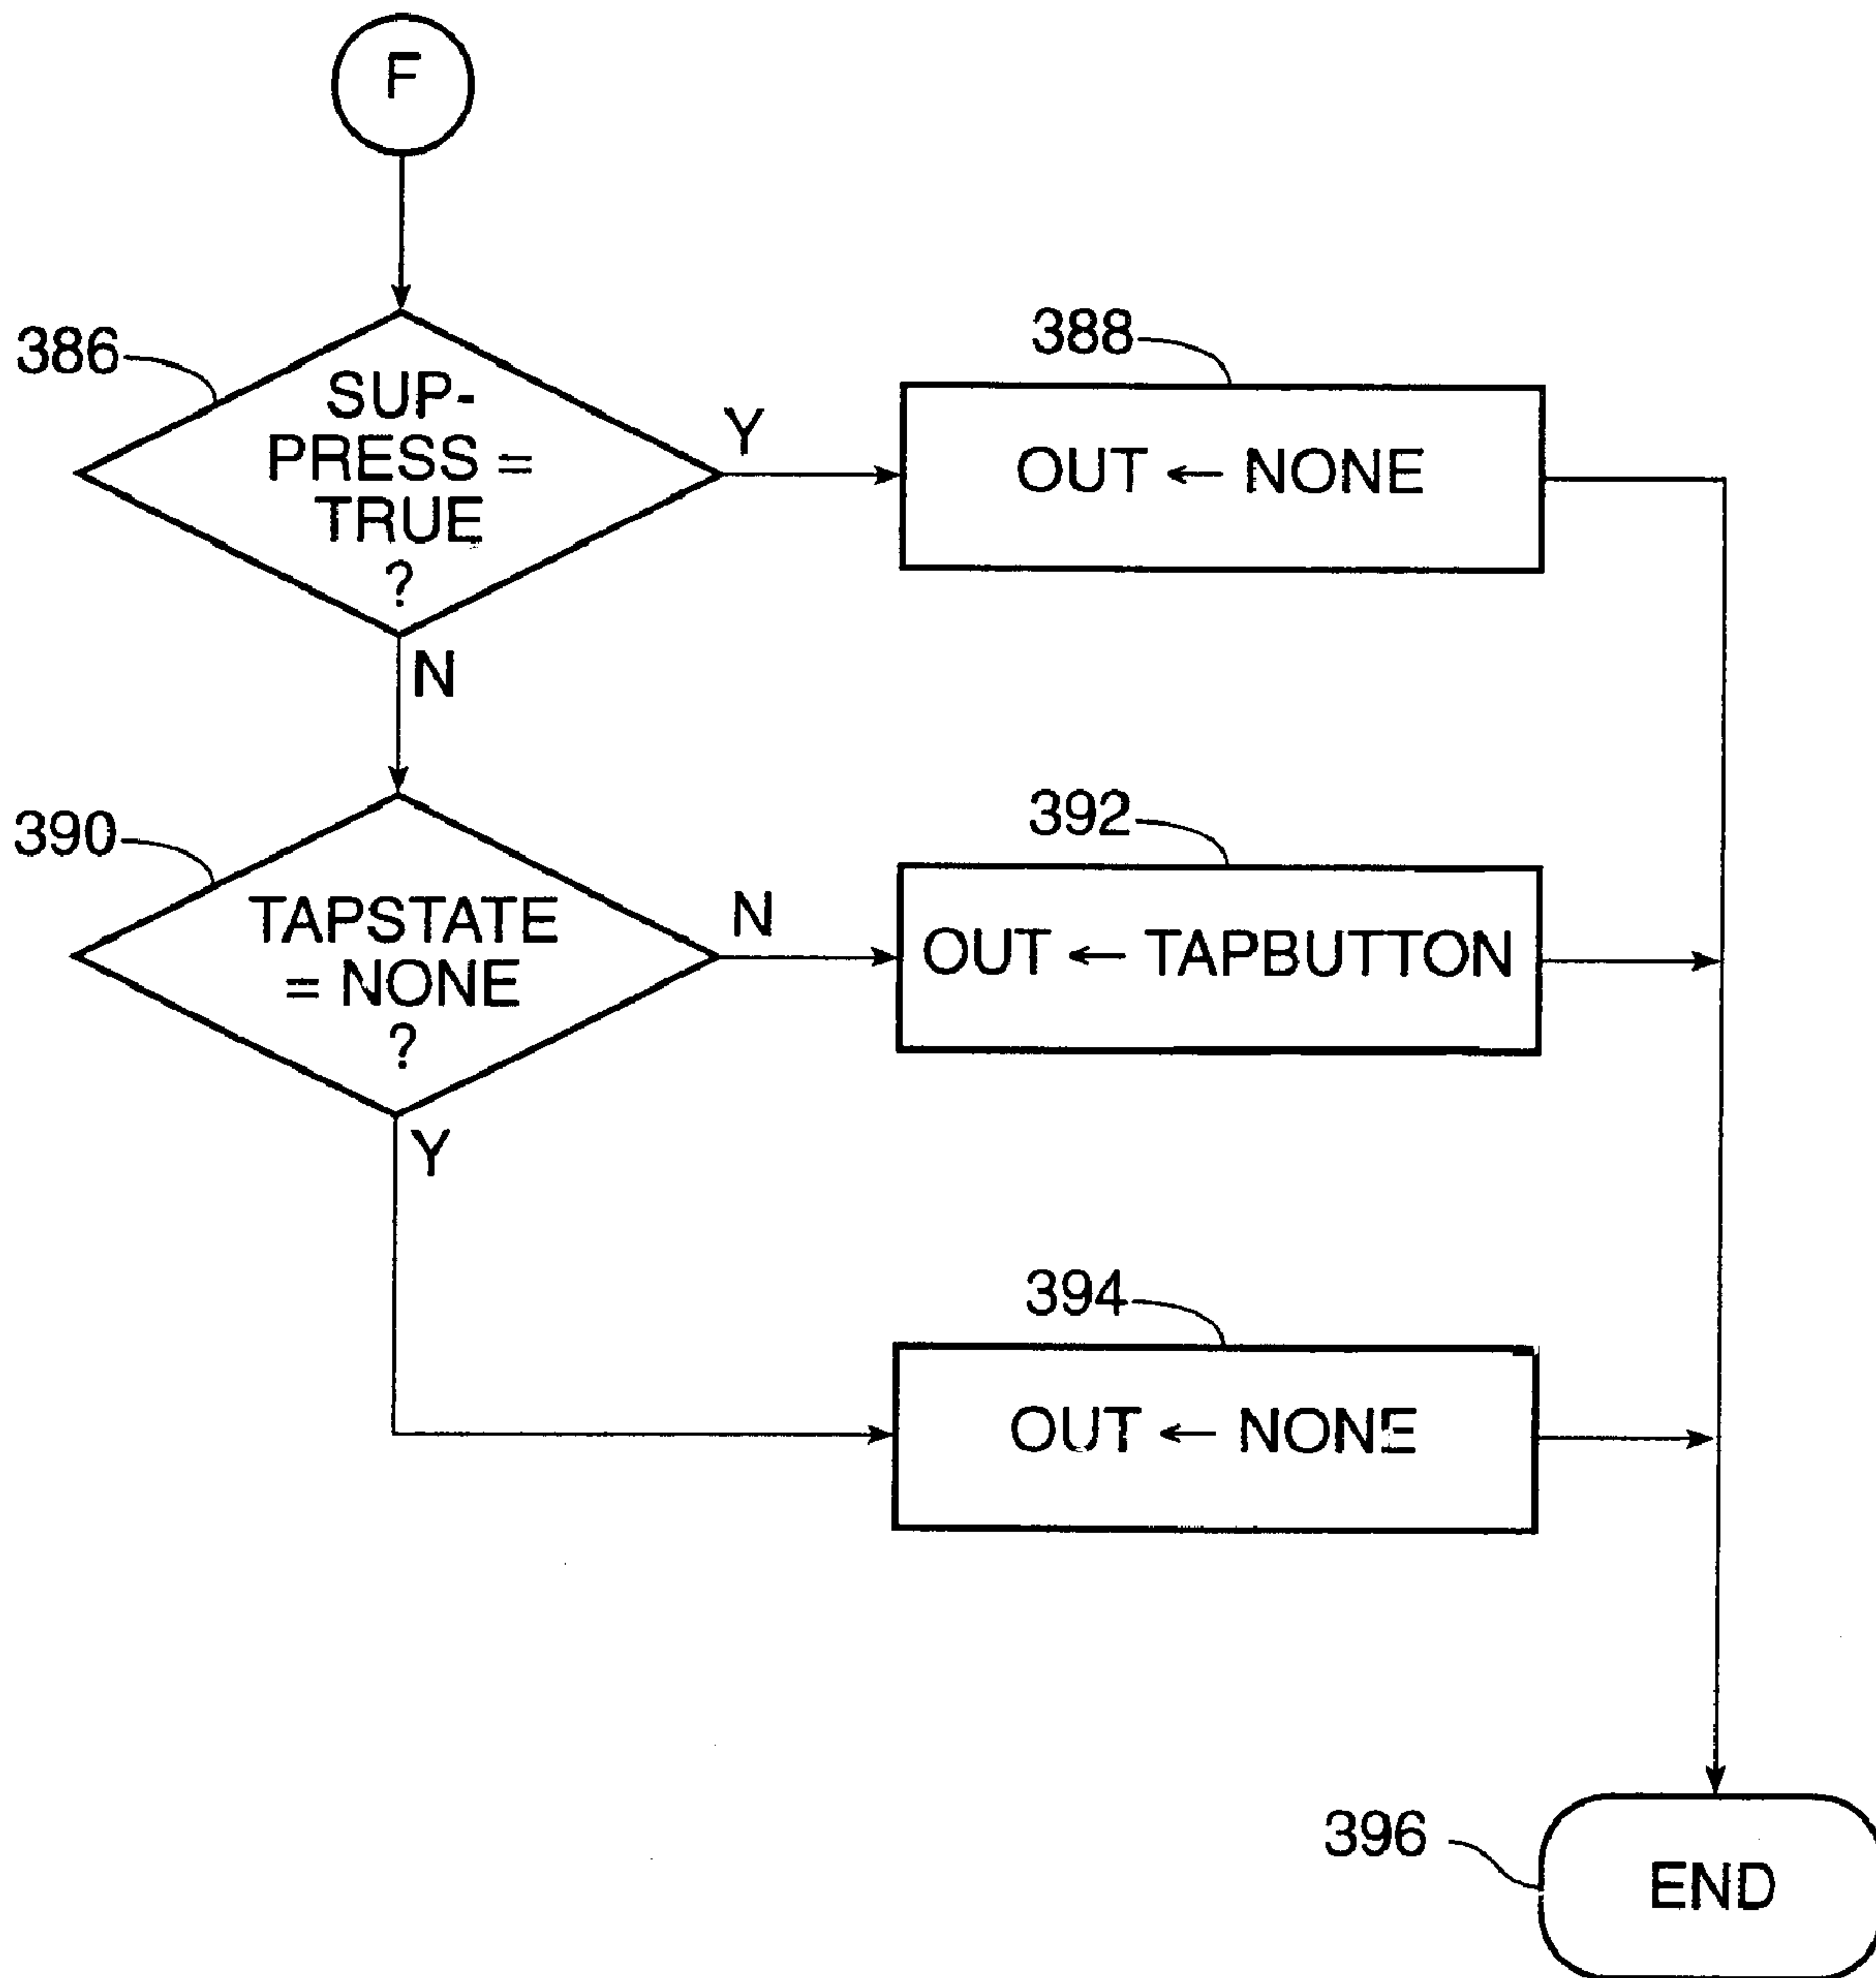 F
386
SUP-
PRESS =
TRUE
?
Y
388
OUT ← NONE
N
390
TAPSTATE
= NONE
?
N
392
OUT ← TAPBUTTON
Y
394
OUT ← NONE
396
END